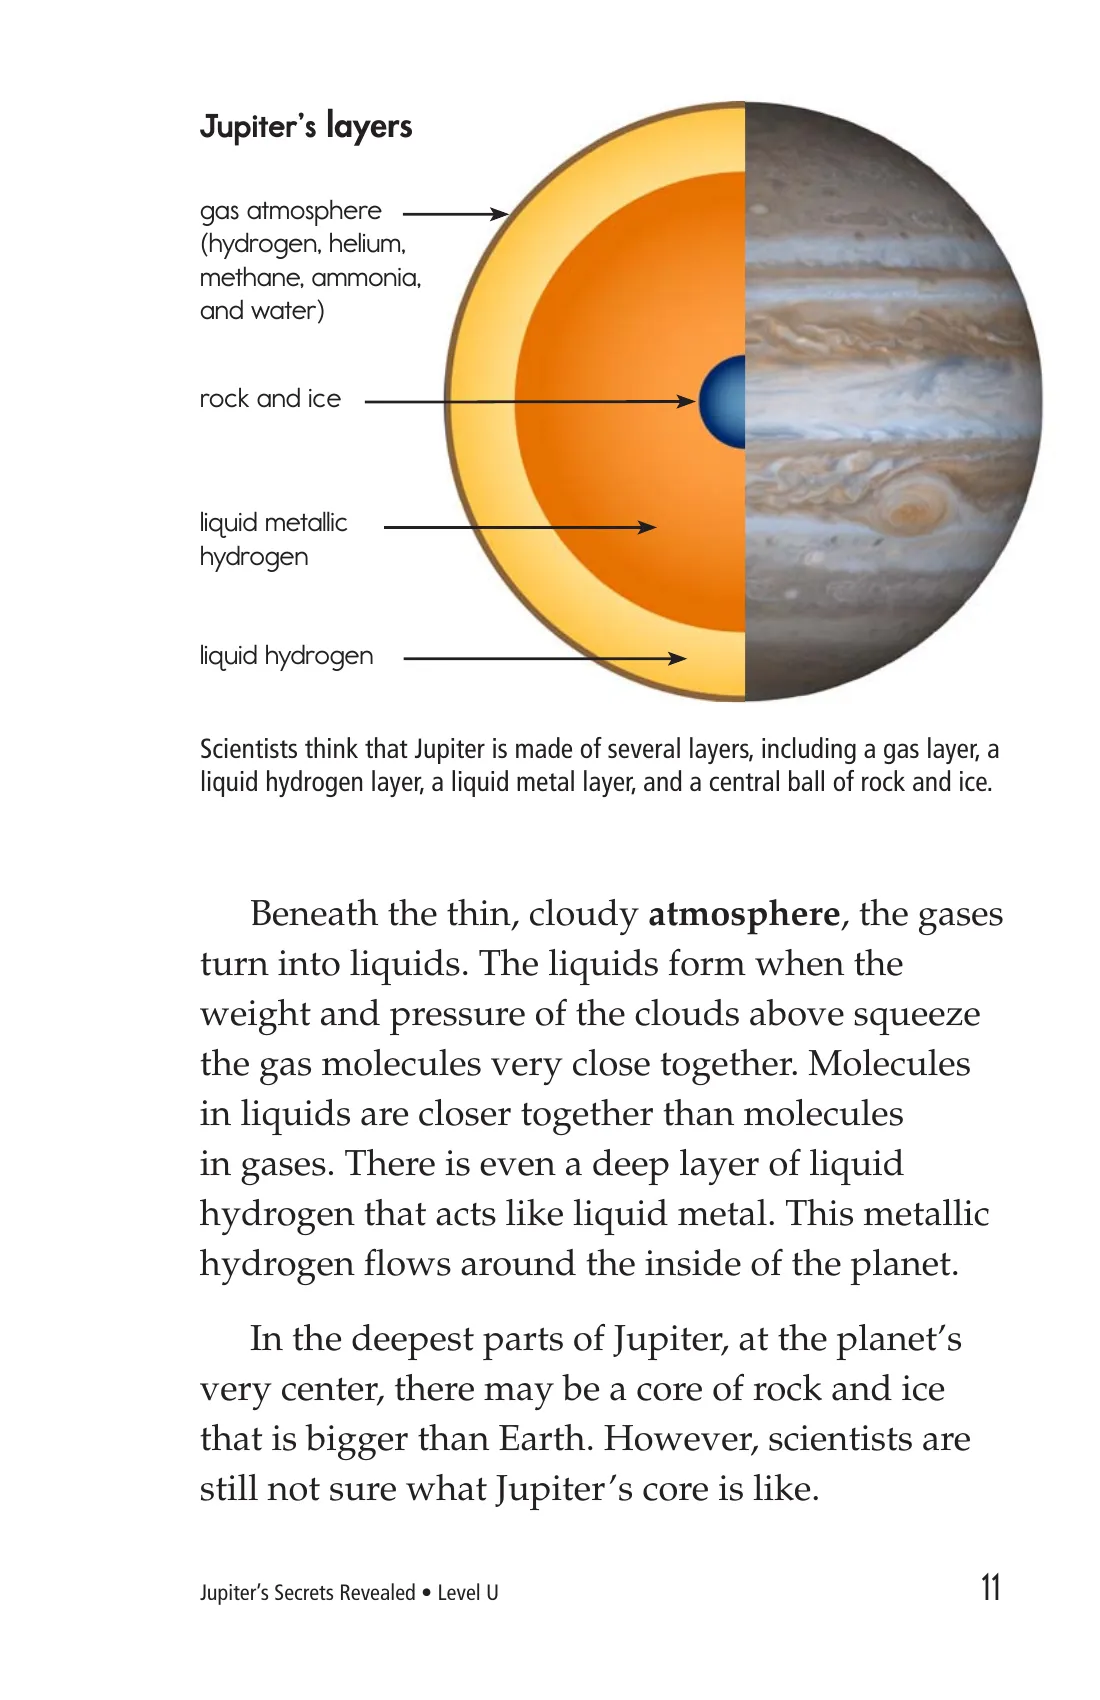 Jupiter’s layers
gas atmosphere
(hydrogen, helium,
methane, ammonia,
and water)
rock and ice
liquid metallic
hydrogen
liquid hydrogen
Scientists think that Jupiter is made of several layers, including a gas layer, a
liquid hydrogen layer, a liquid metal layer, and a central ball of rock and ice.
Beneath the thin, cloudy atmosphere, the gases
turn into liquids. The liquids form when the
weight and pressure of the clouds above squeeze
the gas molecules very close together. Molecules
in liquids are closer together than molecules
in gases. There is even a deep layer of liquid
hydrogen that acts like liquid metal. This metallic
hydrogen flows around the inside of the planet.
In the deepest parts of Jupiter, at the planet’s
very center, there may be a core of rock and ice
that is bigger than Earth. However, scientists are
still not sure what Jupiter’s core is like.
Jupiter’s Secrets Revealed • Level U
11